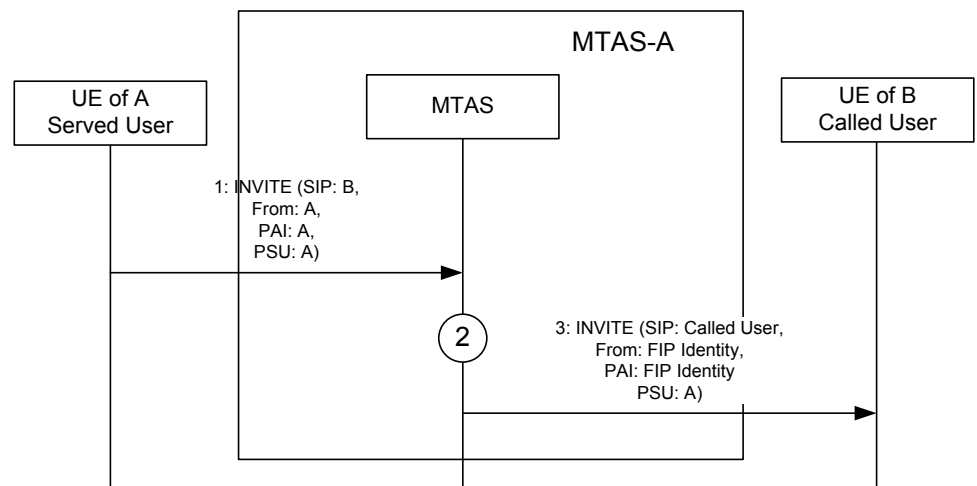 MTAS-A
UE of A
Served User
MTAS
UE of B
Called User
1: INVITE (SIP: B,
From: A,
PAI: A,
PSU: A)
2
3: INVITE (SIP: Called User,
From: FIP Identity,
PAI: FIP Identity
PSU: A)